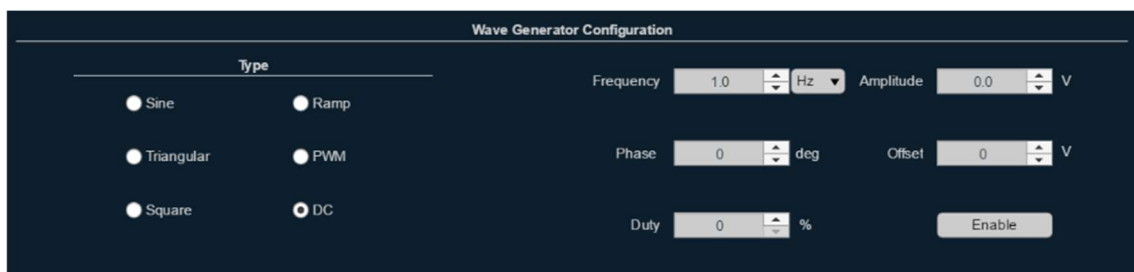 Wave Generator Configuration
Type
Sine
Ramp
Triangular
PWM
Square
DC
Frequency 1.0 Hz Amplitude 0.0 V
Phase 0 deg Offset 0 V
Duty 0 % Enable